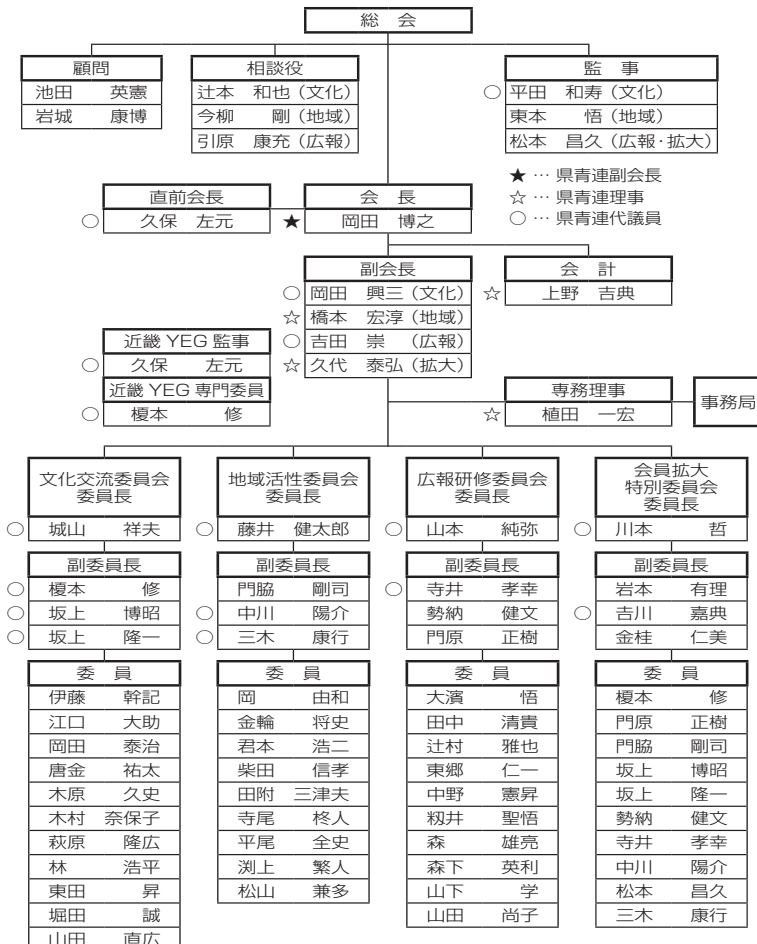 総会
顧問
池田 英憲
岩城 康博
相談役
辻本 和也（文化）
今柳 剛（地域）
引原 康充（広報）
監事
○ 平田 和寿（文化）
東本 悟（地域）
松本 昌久（広報・拡大）
★ … 県青連副会長
☆ … 県青連理事
○ … 県青連代議員
直前会長
○ 久保 左元
会長
★ 岡田 博之
副会長
○ 岡田 興三（文化）
☆ 橋本 宏淳（地域）
○ 吉田 崇（広報）
☆ 久代 泰弘（拡大）
会計
☆ 上野 吉典
近畿 YEG 監事
○ 久保 左元
近畿 YEG 専門委員
○ 榎本 修
専務理事
☆ 植田 一宏
事務局
文化交流委員会
委員長
○ 城山 祥夫
副委員長
○ 榎本 修
○ 坂上 博昭
○ 坂上 隆一
委員
伊藤 幹記
江口 大助
岡田 泰治
唐金 祐太
木原 久史
木村 奈保子
萩原 隆広
林 浩平
東田 昇
堀田 誠
山田 直広
地域活性委員会
委員長
○ 藤井 健太郎
副委員長
門脇 剛司
○ 中川 陽介
○ 三木 康行
委員
岡 由和
金輪 将史
君本 浩二
柴田 信孝
田附 三津夫
寺尾 柊人
平尾 全史
渕上 繁人
松山 兼多
広報研修委員会
委員長
○ 山本 純弥
副委員長
○ 寺井 孝幸
勢納 健文
門原 正樹
委員
大濱 悟
田中 清貴
辻村 雅也
東郷 仁一
中野 憲昇
籾井 聖悟
森 雄亮
森下 英利
山下 学
山田 尚子
会員拡大
特別委員会
委員長
○ 川本 哲
副委員長
岩本 有理
○ 吉川 嘉典
金桂 仁美
委員
榎本 修
門原 正樹
門脇 剛司
坂上 博昭
坂上 隆一
勢納 健文
寺井 孝幸
中川 陽介
松本 昌久
三木 康行